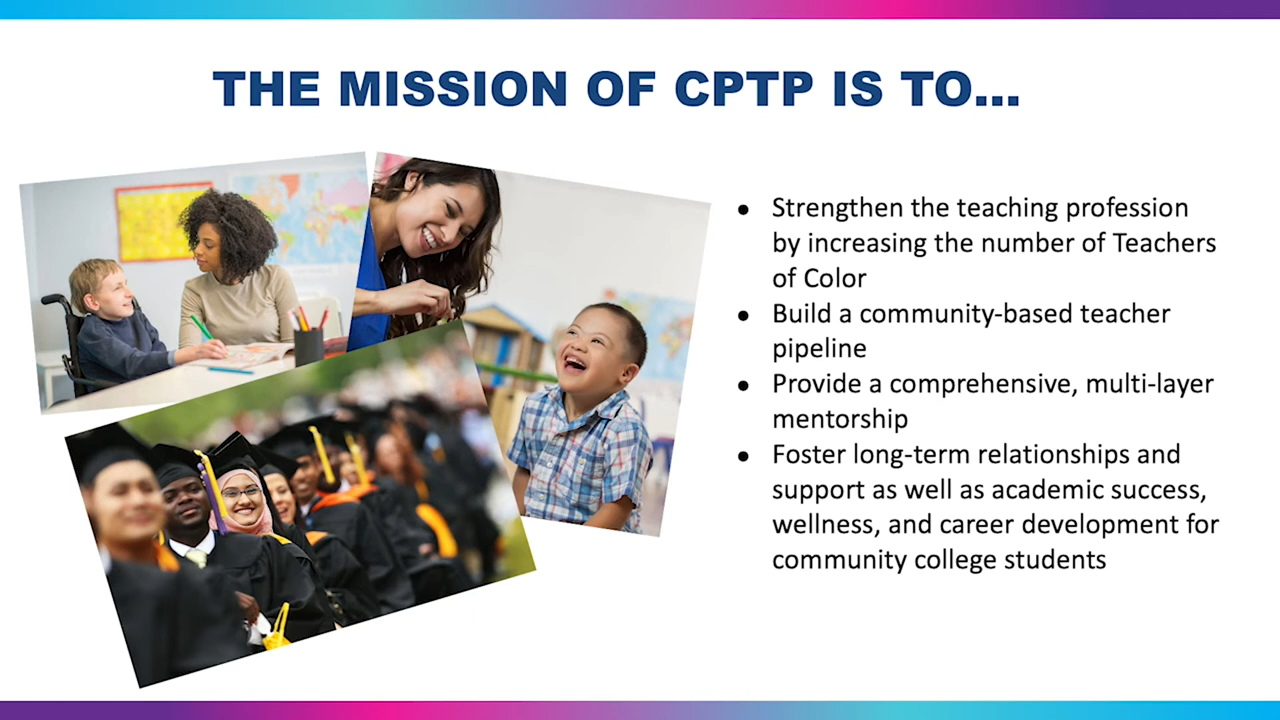 THE MISSION OF CPTP IS TO...
● Strengthen the teaching profession
by increasing the number of Teachers
of Color
● Build a community-based teacher
pipeline
● Provide a comprehensive, multi-layer
mentorship
● Foster long-term relationships and
support as well as academic success,
wellness, and career development for
community college students